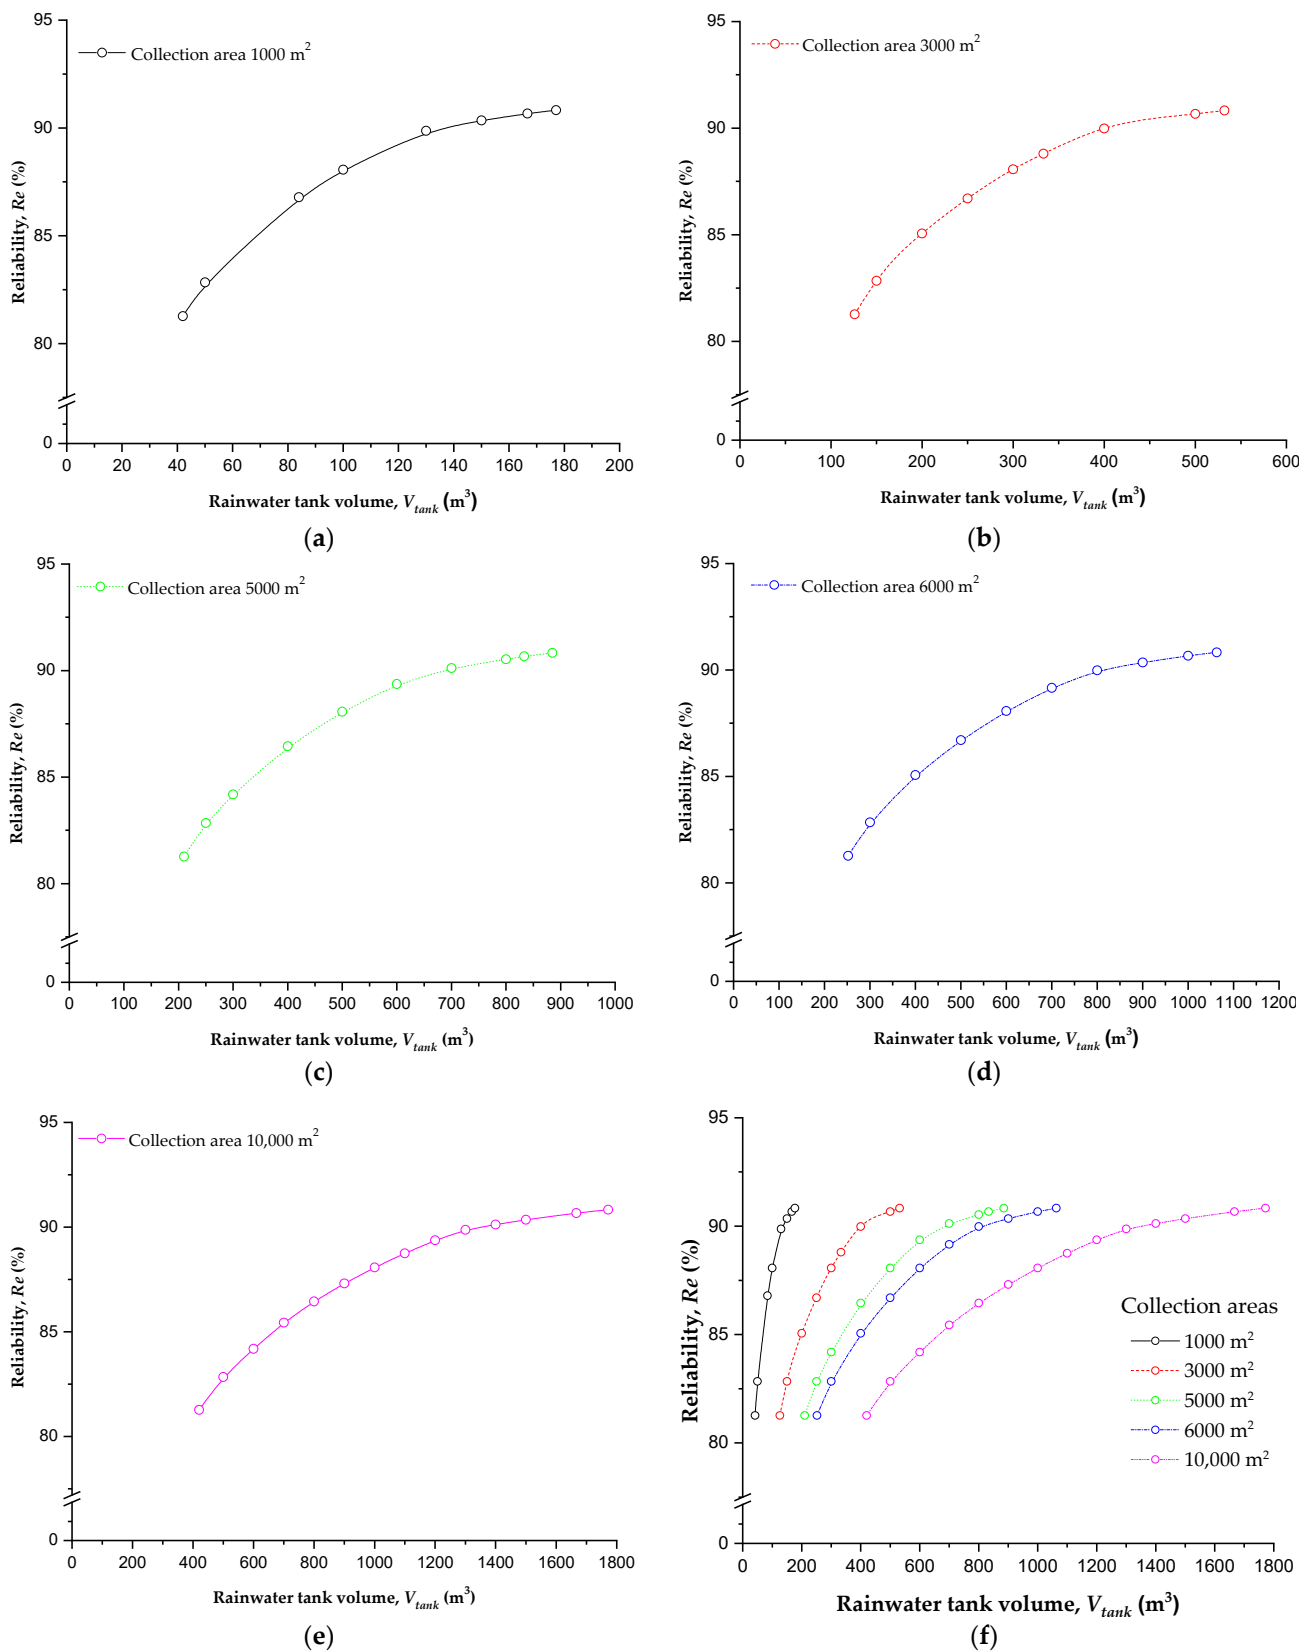 95
Collection area 1000 m²
90
85
80
0
Reliability, Re (%)
0 20 40 60 80 100 120 140 160 180 200
Rainwater tank volume, V_tank (m³)
(a)
95
Collection area 3000 m²
90
85
80
0
Reliability, Re (%)
0 100 200 300 400 500 600
Rainwater tank volume, V_tank (m³)
(b)
95
Collection area 5000 m²
90
85
80
0
Reliability, Re (%)
0 100 200 300 400 500 600 700 800 900 1000
Rainwater tank volume, V_tank (m³)
(c)
95
Collection area 6000 m²
90
85
80
0
Reliability, Re (%)
0 100 200 300 400 500 600 700 800 900 1000 1100 1200
Rainwater tank volume, V_tank (m³)
(d)
95
Collection area 10,000 m²
90
85
80
0
Reliability, Re (%)
0 200 400 600 800 1000 1200 1400 1600 1800
Rainwater tank volume, V_tank (m³)
(e)
95
90
85
80
0
Reliability, Re (%)
Collection areas
1000 m²
3000 m²
5000 m²
6000 m²
10,000 m²
0 200 400 600 800 1000 1200 1400 1600 1800
Rainwater tank volume, V_tank (m³)
(f)